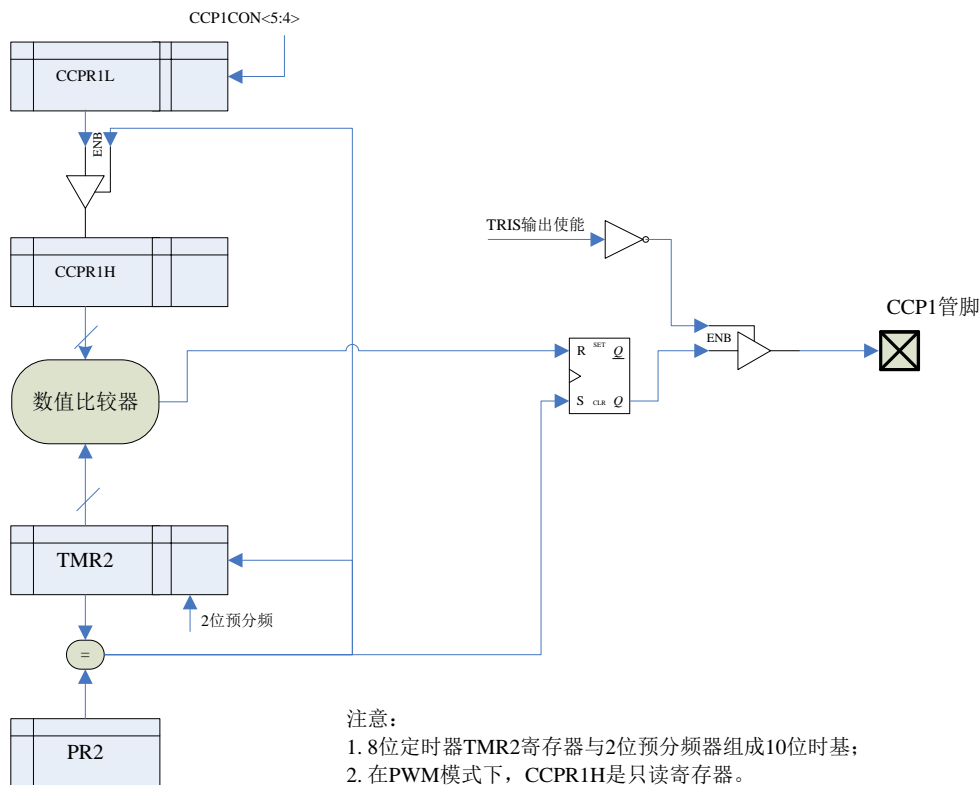 CCP1CON<5:4>
CCPR1L
ENB
CCPR1H
TRIS输出使能
CCP1管脚
ENB
R SET Q
S CLR Q
数值比较器
TMR2
2位预分频
=
PR2
注意：
1. 8位定时器TMR2寄存器与2位预分频器组成10位时基；
2. 在PWM模式下，CCPR1H是只读寄存器。